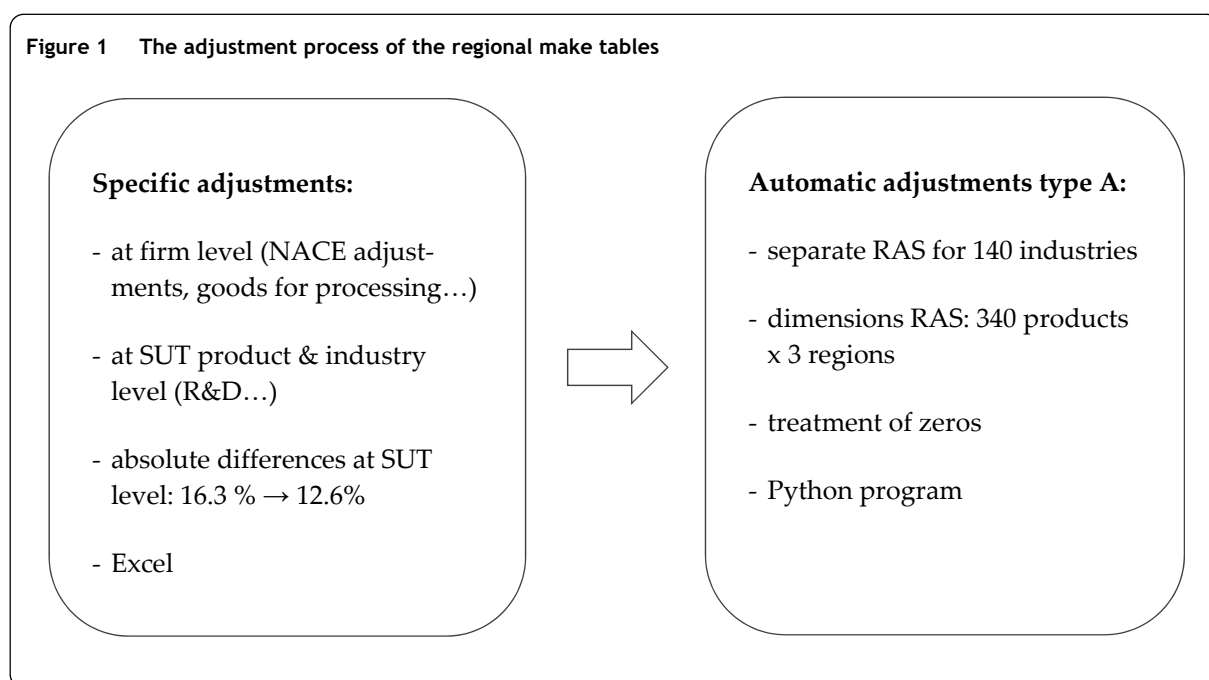 Figure 1 The adjustment process of the regional make tables
Specific adjustments:
- at firm level (NACE adjust-
ments, goods for processing…)
- at SUT product & industry
level (R&D…)
- absolute differences at SUT
level: 16.3 % → 12.6%
- Excel
Automatic adjustments type A:
- separate RAS for 140 industries
- dimensions RAS: 340 products
x 3 regions
- treatment of zeros
- Python program